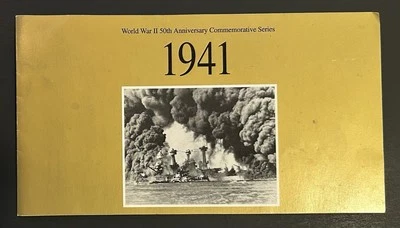 World War II 50th Anniversary Commemorative Series
1941